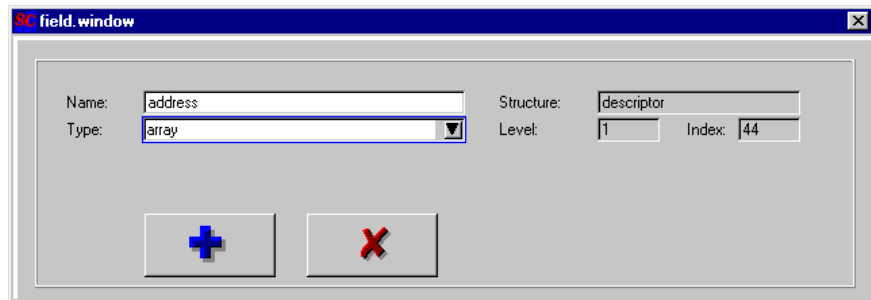 SC field.window
Name: address Structure: descriptor
Type: array Level: 1 Index: 44